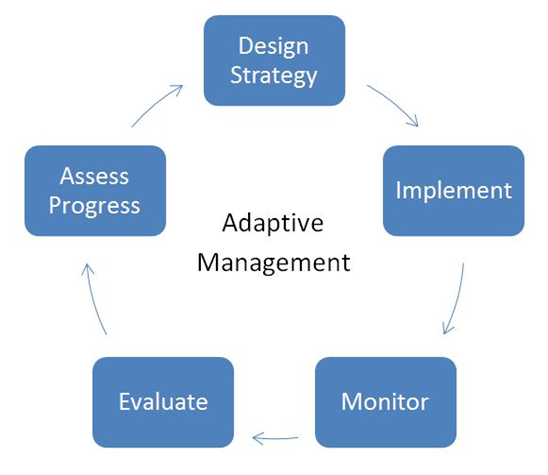 Design
Strategy
Implement
Monitor
Evaluate
Assess
Progress
Adaptive
Management